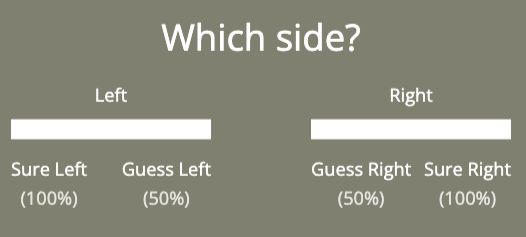 Which side?
Left Right
Sure Left Guess Left Guess Right Sure Right
(100%) (50%) (50%) (100%)